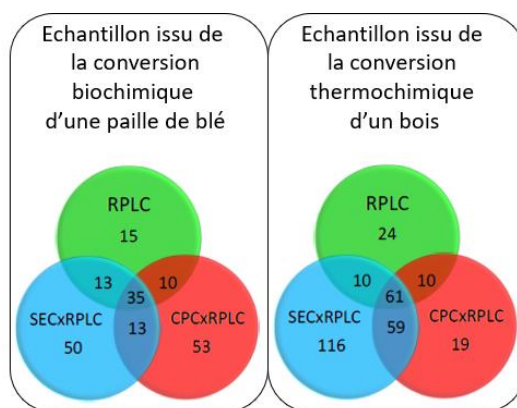 Echantillon issu de
la conversion
biochimique
d'une paille de blé
RPLC
15
13
35
10
SECxRPLC
50
13
CPCxRPLC
53
Echantillon issu de
la conversion
thermochimique
d'un bois
RPLC
24
10
61
10
SECxRPLC
116
59
CPCxRPLC
19